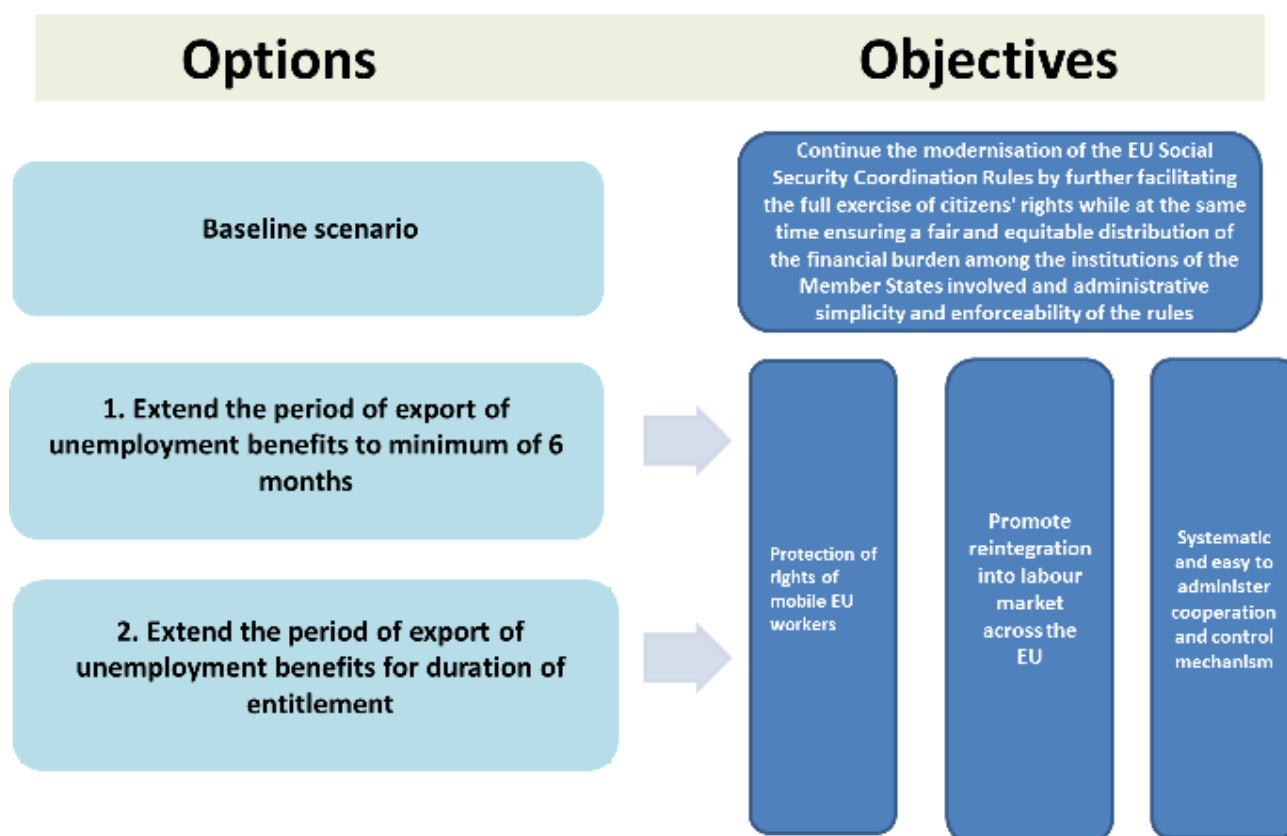 Options
Objectives
Baseline scenario
Continue the modernisation of the EU Social
Security Coordination Rules by further facilitating
the full exercise of citizens' rights while at the same
time ensuring a fair and equitable distribution of
the financial burden among the institutions of the
Member States involved and administrative
simplicity and enforceability of the rules
1. Extend the period of export of
unemployment benefits to minimum of 6
months
2. Extend the period of export of
unemployment benefits for duration of
entitlement
Protection of
rights of
mobile EU
workers
Promote
reintegration
into labour
market
across the
EU
Systematic
and easy to
administer
cooperation
and control
mechanism